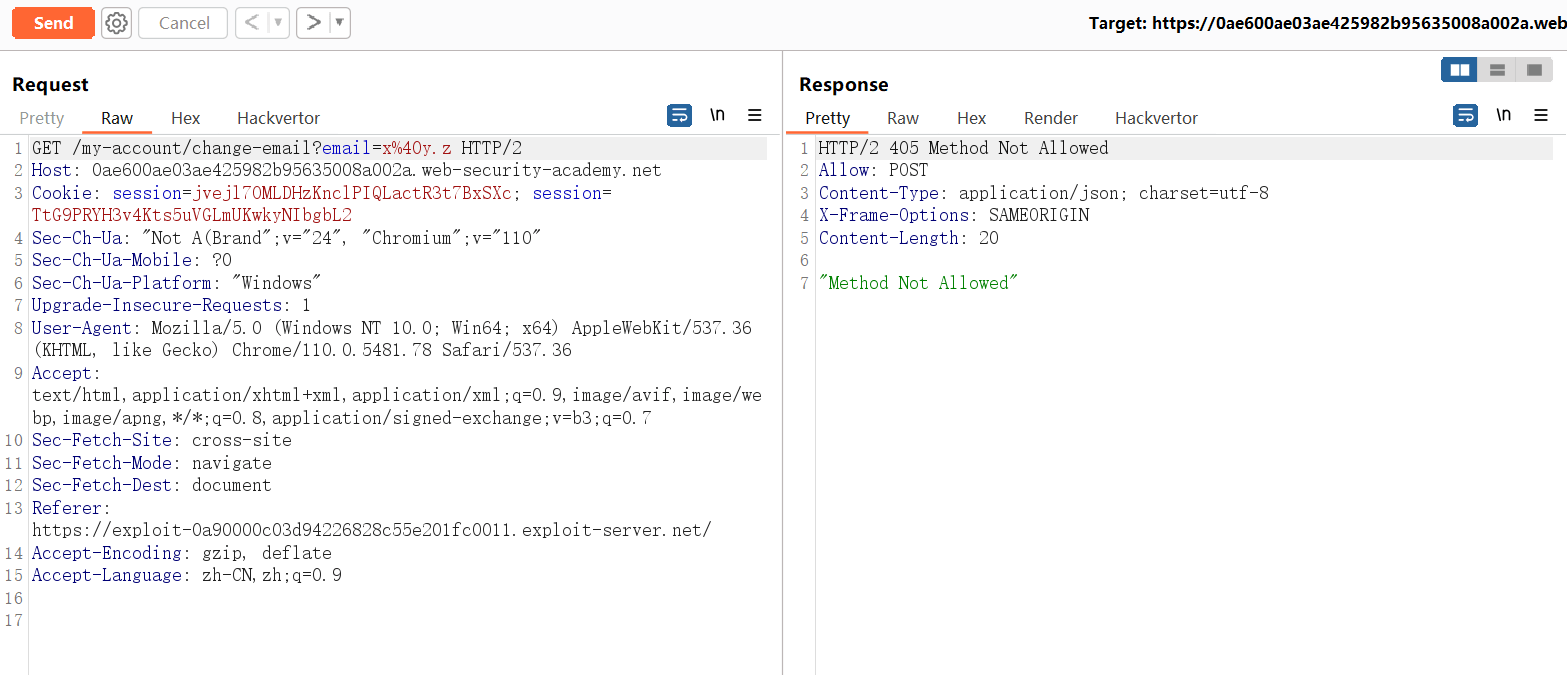 Send Cancel < ▼ > ▼ Target: https://0ae600ae03ae425982b95635008a002a.web
Request
Pretty Raw Hex Hackvertor \n
1 GET /my-account/change-email?email=x%40y.z HTTP/2
2 Host: 0ae600ae03ae425982b95635008a002a.web-security-academy.net
3 Cookie: session=jvejl7OMLDHzKnclPIQLactR3t7BxSXc; session=
TtG9PRYH3v4Kts5uVGLmUKwkyNIbgbL2
4 Sec-Ch-Ua: "Not A(Brand";v="24", "Chromium";v="110"
5 Sec-Ch-Ua-Mobile: ?0
6 Sec-Ch-Ua-Platform: "Windows"
7 Upgrade-Insecure-Requests: 1
8 User-Agent: Mozilla/5.0 (Windows NT 10.0; Win64; x64) AppleWebKit/537.36
(KHTML, like Gecko) Chrome/110.0.5481.78 Safari/537.36
9 Accept:
text/html,application/xhtml+xml,application/xml;q=0.9,image/avif,image/we
bp,image/apng,*/*;q=0.8,application/signed-exchange;v=b3;q=0.7
10 Sec-Fetch-Site: cross-site
11 Sec-Fetch-Mode: navigate
12 Sec-Fetch-Dest: document
13 Referer:
https://exploit-0a90000c03d94226828c55e201fc0011.exploit-server.net/
14 Accept-Encoding: gzip, deflate
15 Accept-Language: zh-CN,zh;q=0.9
16
17
Response
Pretty Raw Hex Render Hackvertor \n
1 HTTP/2 405 Method Not Allowed
2 Allow: POST
3 Content-Type: application/json; charset=utf-8
4 X-Frame-Options: SAMEORIGIN
5 Content-Length: 20
6
7 "Method Not Allowed"